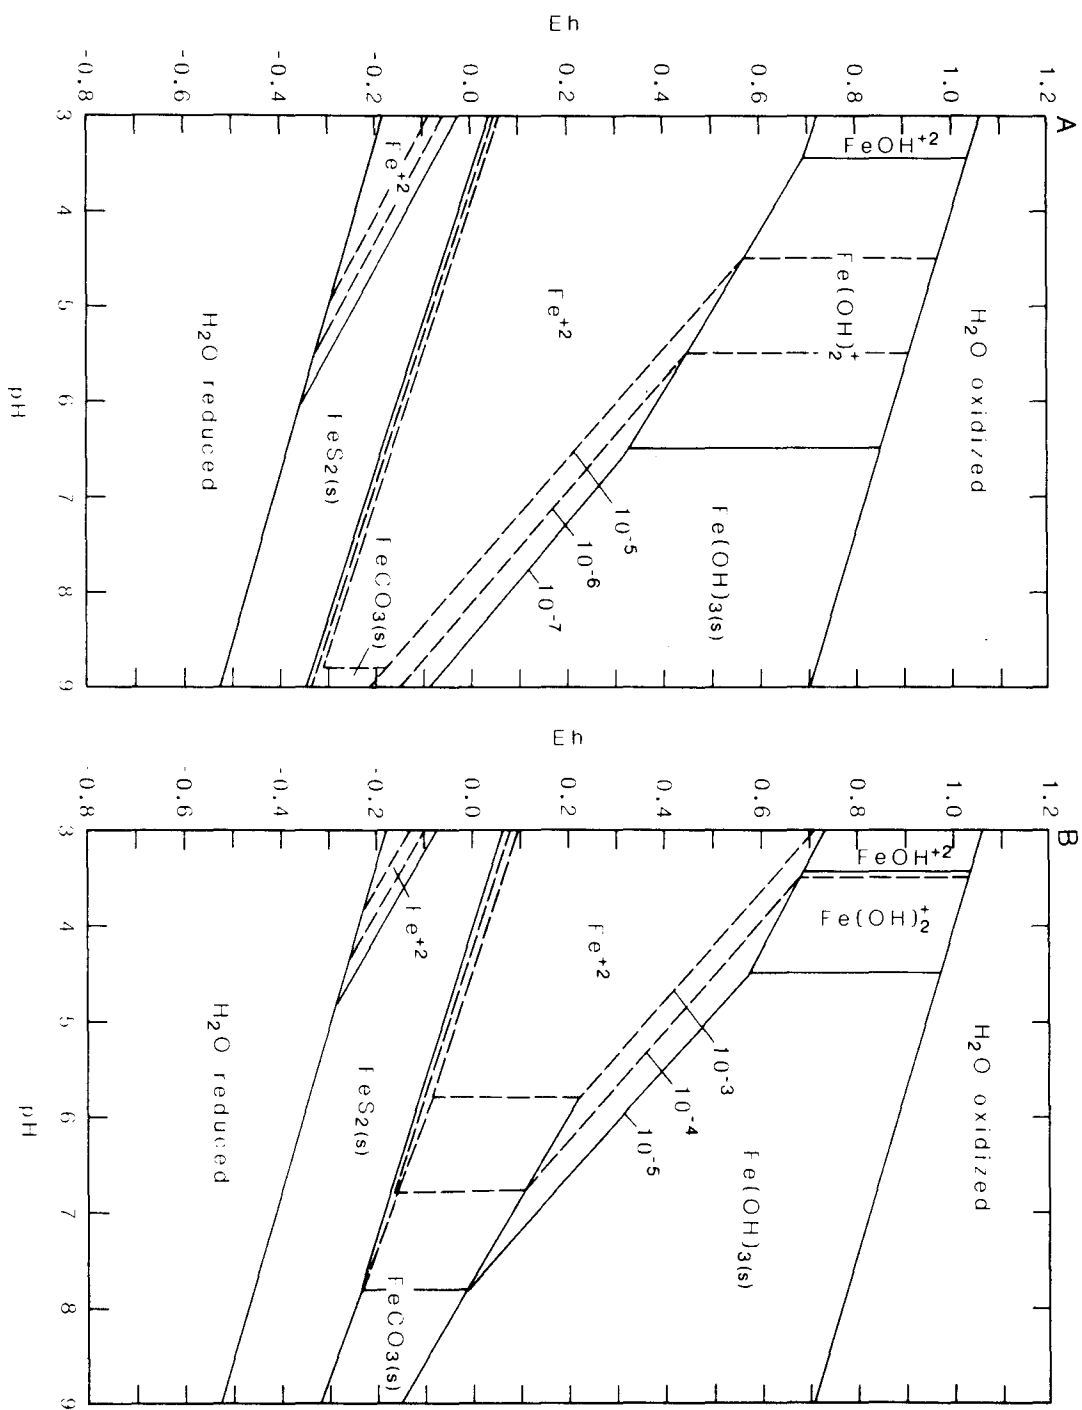 A
Eh
1.2
1.0
0.8
0.6
0.4
0.2
0.0
-0.2
-0.4
-0.6
-0.8
3
4
5
6
7
8
9
pH
H₂O oxidized
FeOH⁺²
Fe(OH)₂⁺
Fe(OH)₃(s)
10⁻⁵
10⁻⁶
10⁻⁷
Fe⁺²
FeCO₃(s)
Fe⁺²
FeS₂(s)
H₂O reduced
B
Eh
1.2
1.0
0.8
0.6
0.4
0.2
0.0
-0.2
-0.4
-0.6
-0.8
3
4
5
6
7
8
9
pH
H₂O oxidized
FeOH⁺²
Fe(OH)₂⁺
Fe(OH)₃(s)
10⁻³
10⁻⁴
10⁻⁵
Fe⁺²
FeCO₃(s)
Fe⁺²
FeS₂(s)
H₂O reduced